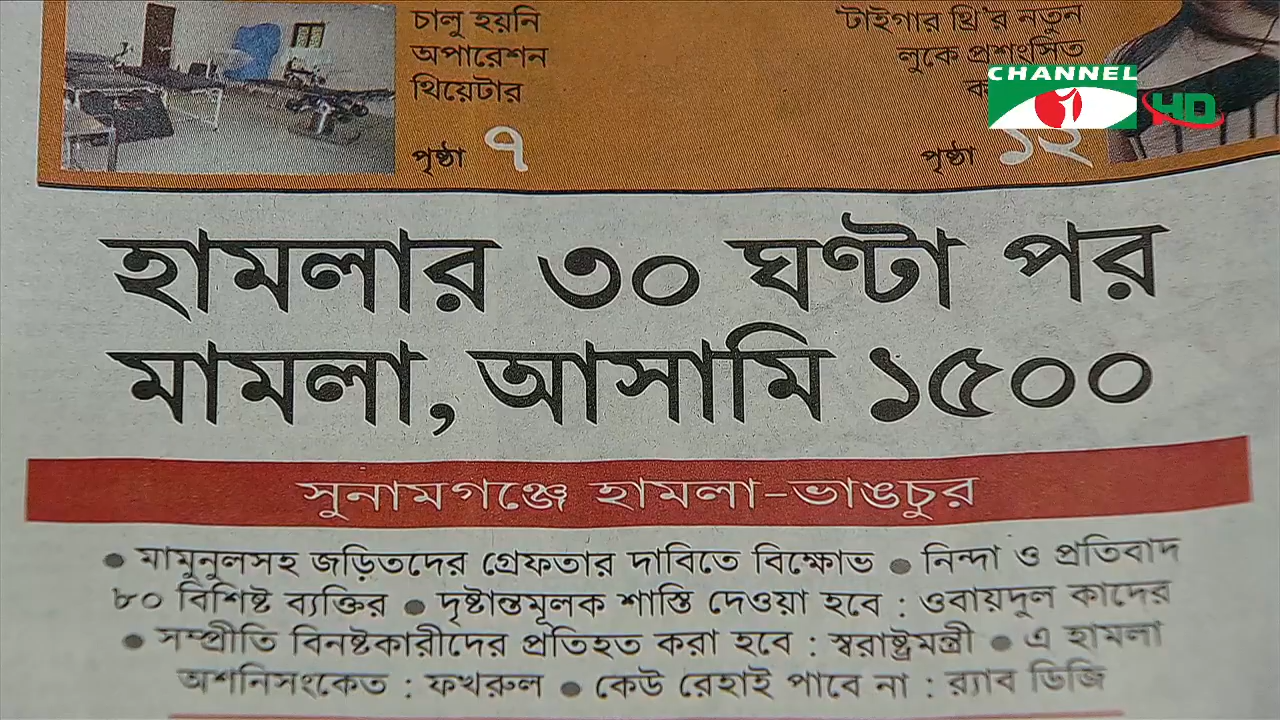 চালু হয়নি
অপারেশন
থিয়েটার
পৃষ্ঠা ৭
'টাইগার থ্রি'র নতুন
লুকে প্রশংসিত
পৃষ্ঠা ১২
CHANNEL
HD
হামলার ৩০ ঘণ্টা পর
মামলা, আসামি ১৫০০
সুনামগঞ্জে হামলা-ভাঙচুর
● মামুনুলসহ জড়িতদের গ্রেফতার দাবিতে বিক্ষোভ ● নিন্দা ও প্রতিবাদ
৮০ বিশিষ্ট ব্যক্তির ● দৃষ্টান্তমূলক শাস্তি দেওয়া হবে : ওবায়দুল কাদের
● সম্প্রীতি বিনষ্টকারীদের প্রতিহত করা হবে : স্বরাষ্ট্রমন্ত্রী ● এ হামলা
অশনিসংকেত : ফখরুল ● কেউ রেহাই পাবে না : র‍্যাব ডিজি